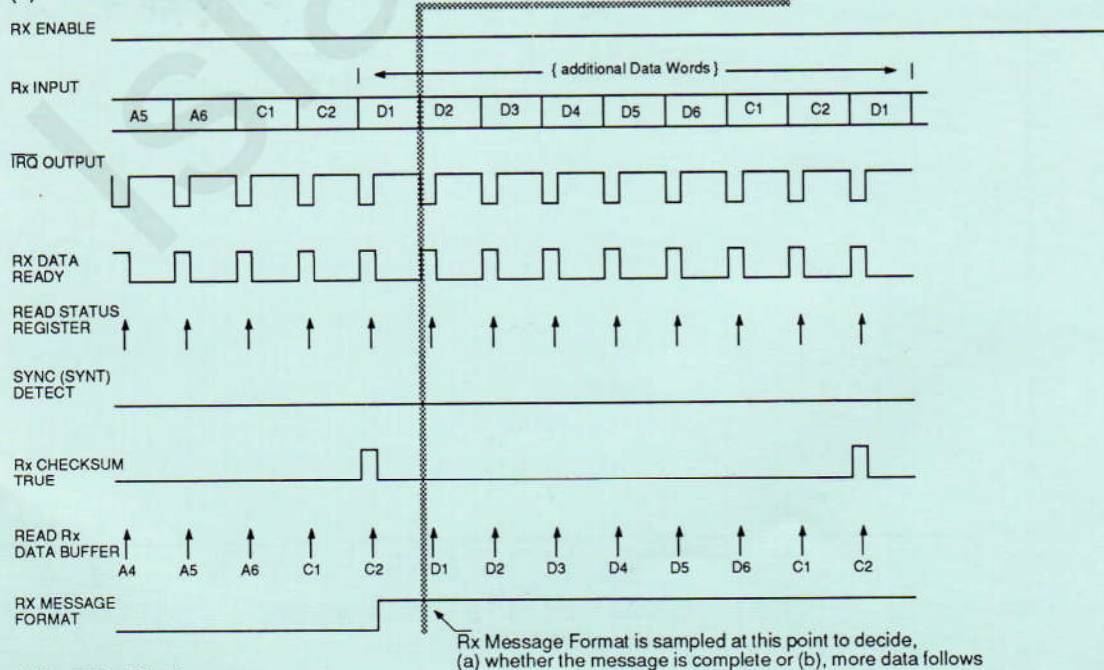 RX ENABLE
{ additional Data Words }
Rx INPUT
A5 A6 C1 C2 D1 D2 D3 D4 D5 D6 C1 C2 D1
IRQ OUTPUT
RX DATA
READY
READ STATUS
REGISTER
SYNC (SYNT)
DETECT
Rx CHECKSUM
TRUE
READ Rx
DATA BUFFER
A4 A5 A6 C1 C2 D1 D2 D3 D4 D5 D6 C1 C2
RX MESSAGE
FORMAT
Rx Message Format is sampled at this point to decide,
(a) whether the message is complete or (b), more data follows